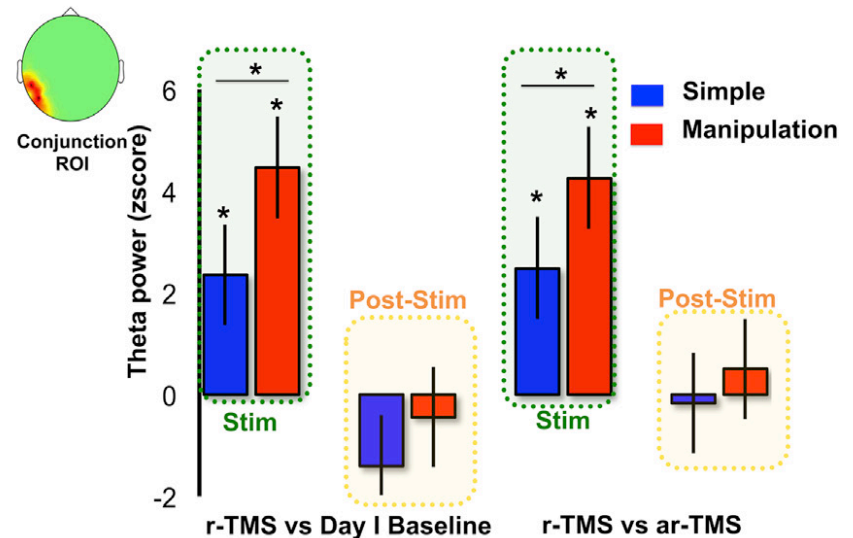 Conjunction
ROI
Theta power (zscore)
6
4
2
0
-2
*
*
*
Stim
Post-Stim
*
*
*
Stim
Post-Stim
Simple
Manipulation
r-TMS vs Day I Baseline
r-TMS vs ar-TMS